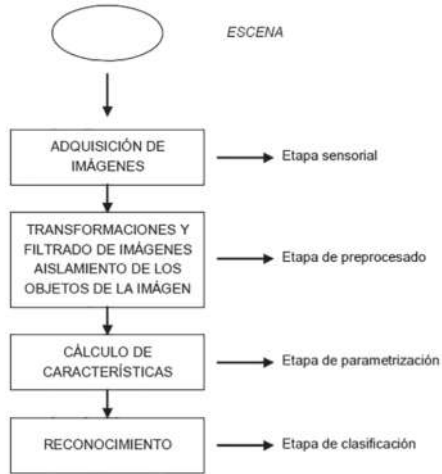 ESCENA
ADQUISICIÓN DE
IMÁGENES
Etapa sensorial
TRANSFORMACIONES Y
FILTRADO DE IMÁGENES
AISLAMIENTO DE LOS
OBJETOS DE LA IMÁGEN
Etapa de preprocesado
CÁLCULO DE
CARACTERÍSTICAS
Etapa de parametrización
RECONOCIMIENTO
Etapa de clasificación